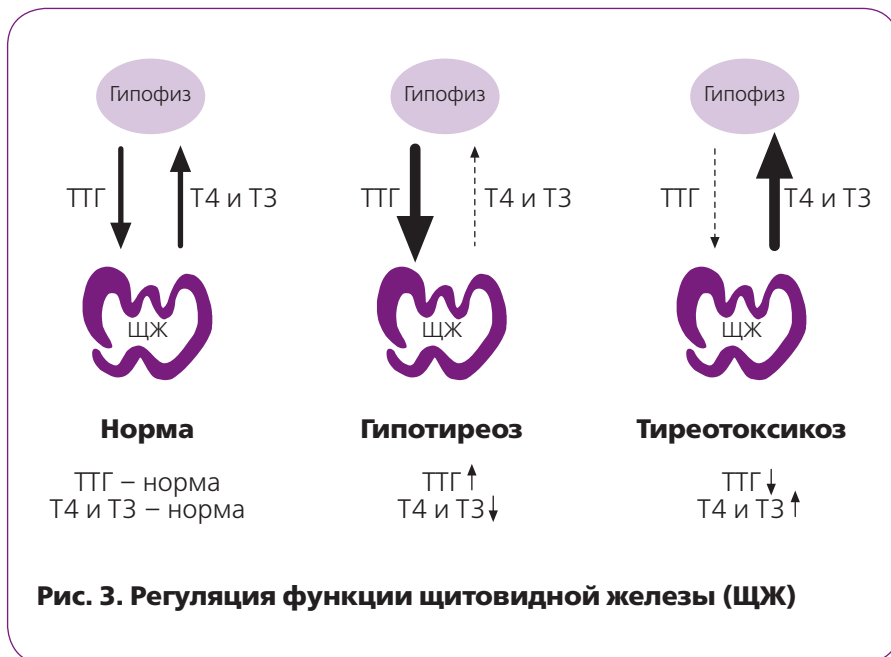 Гипофиз
ТТГ
Т4 и Т3
ЩЖ
Норма
ТТГ – норма
Т4 и Т3 – норма
Гипофиз
ТТГ
Т4 и Т3
ЩЖ
Гипотиреоз
ТТГ↑
Т4 и Т3↓
Гипофиз
ТТГ
Т4 и Т3
ЩЖ
Тиреотоксикоз
ТТГ↓
Т4 и Т3↑
Рис. 3. Регуляция функции щитовидной железы (ЩЖ)